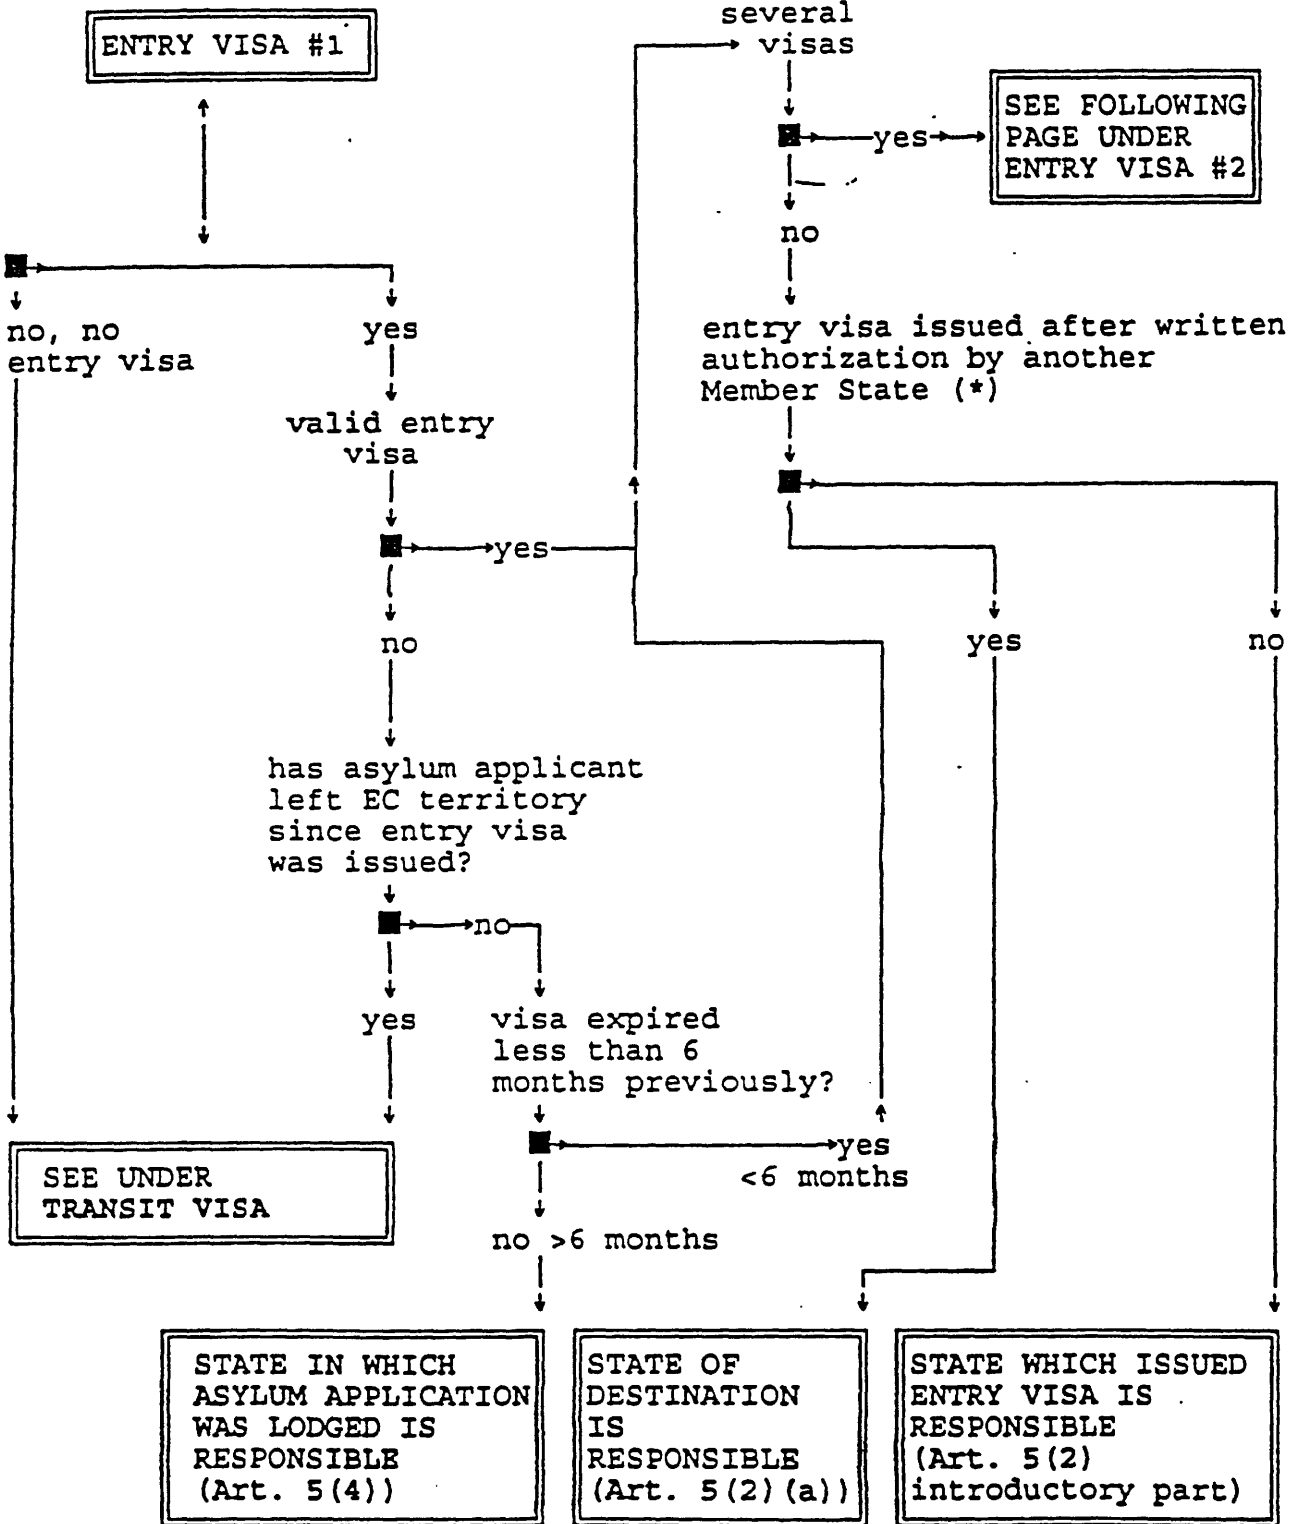 ENTRY VISA #1
several
visas
SEE FOLLOWING
PAGE UNDER
ENTRY VISA #2
yes
no
no, no
entry visa
yes
entry visa issued after written
authorization by another
Member State (*)
valid entry
visa
yes
no
yes
no
has asylum applicant
left EC territory
since entry visa
was issued?
no
yes
visa expired
less than 6
months previously?
yes
<6 months
SEE UNDER
TRANSIT VISA
no >6 months
STATE IN WHICH
ASYLUM APPLICATION
WAS LODGED IS
RESPONSIBLE
(Art. 5(4))
STATE OF
DESTINATION
IS
RESPONSIBLE
(Art. 5(2)(a))
STATE WHICH ISSUED
ENTRY VISA IS
RESPONSIBLE
(Art. 5(2)
introductory part)